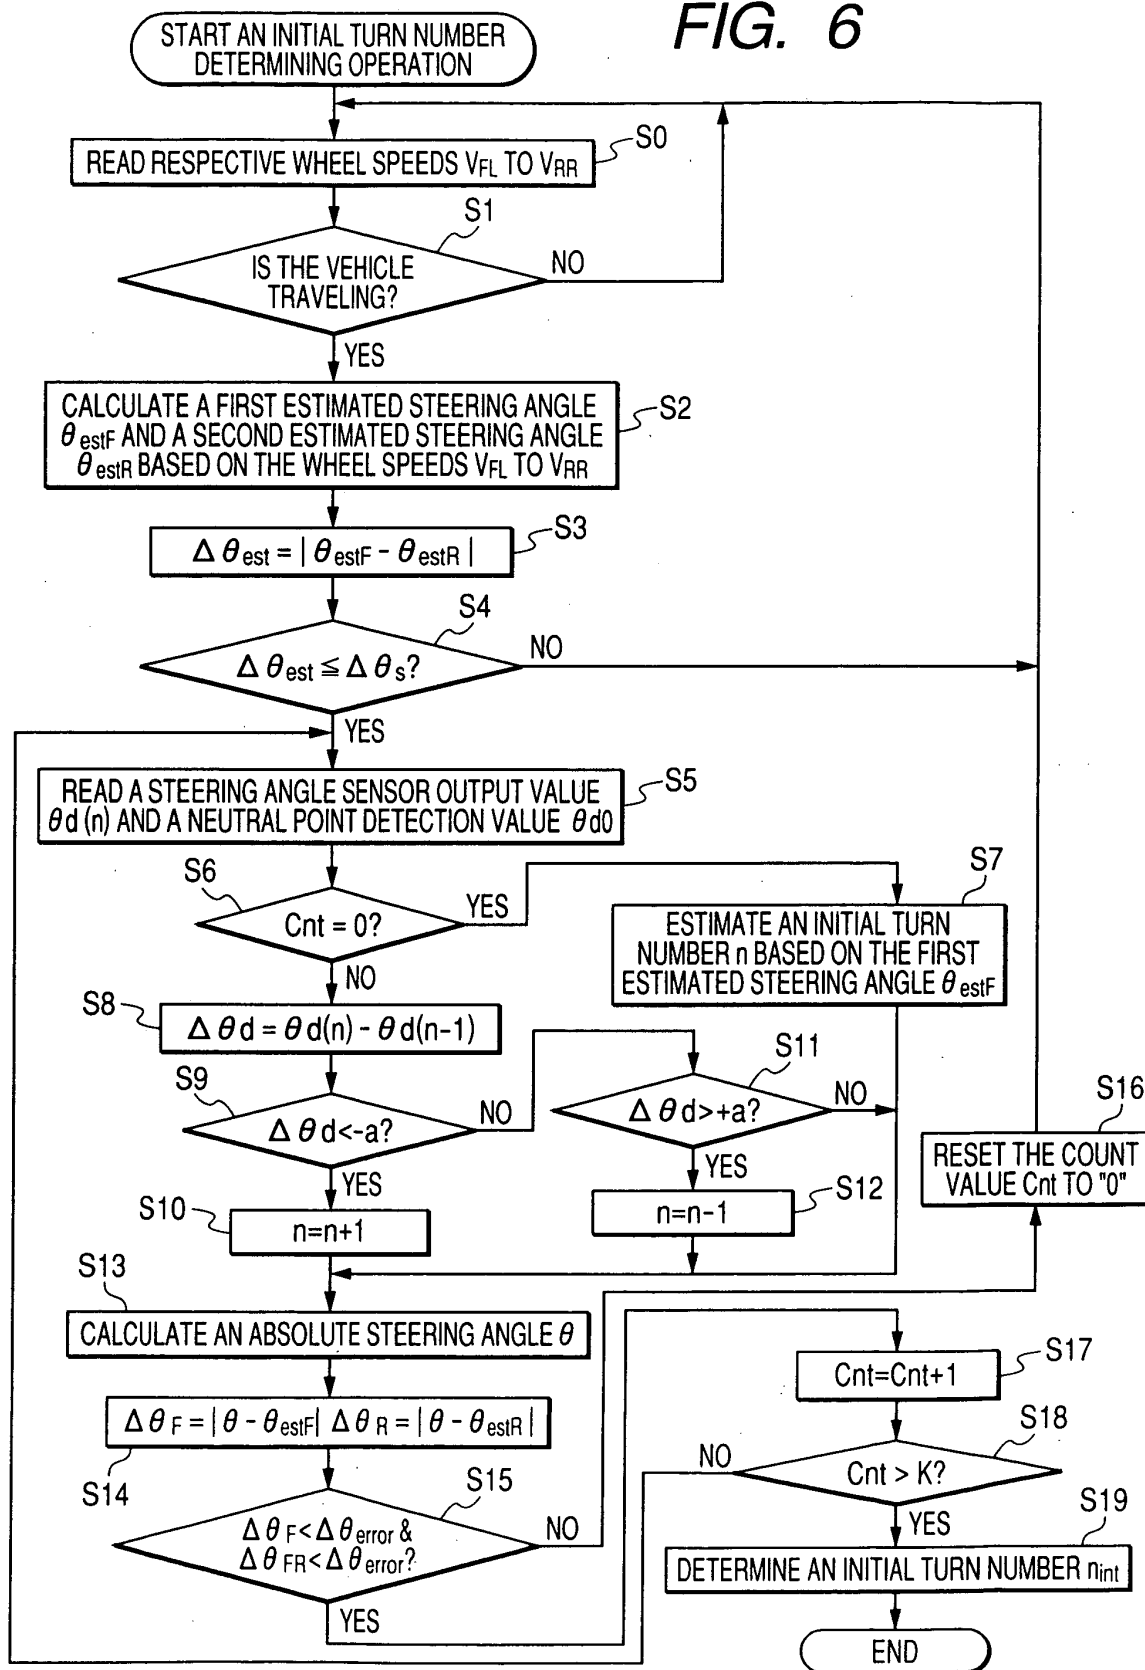 FIG. 6
START AN INITIAL TURN NUMBER
DETERMINING OPERATION
S0
READ RESPECTIVE WHEEL SPEEDS VFL TO VRR
S1
IS THE VEHICLE
TRAVELING?
NO
YES
S2
CALCULATE A FIRST ESTIMATED STEERING ANGLE
θestF AND A SECOND ESTIMATED STEERING ANGLE
θestR BASED ON THE WHEEL SPEEDS VFL TO VRR
S3
Δθest = | θestF - θestR |
S4
Δθest ≦ Δθs?
NO
YES
S5
READ A STEERING ANGLE SENSOR OUTPUT VALUE
θd (n) AND A NEUTRAL POINT DETECTION VALUE θd0
S6
Cnt = 0?
YES
NO
S7
ESTIMATE AN INITIAL TURN
NUMBER n BASED ON THE FIRST
ESTIMATED STEERING ANGLE θestF
S8
Δθd = θd(n) - θd(n-1)
S9
Δθd<-a?
NO
YES
S11
Δθd>+a?
NO
YES
S16
RESET THE COUNT
VALUE Cnt TO "0"
S10
n=n+1
S12
n=n-1
S13
CALCULATE AN ABSOLUTE STEERING ANGLE θ
S14
ΔθF = | θ - θestF | ΔθR = | θ - θestR |
S15
ΔθF < Δθerror &
ΔθFR < Δθerror?
NO
YES
S17
Cnt=Cnt+1
S18
Cnt > K?
NO
YES
S19
DETERMINE AN INITIAL TURN NUMBER nint
END